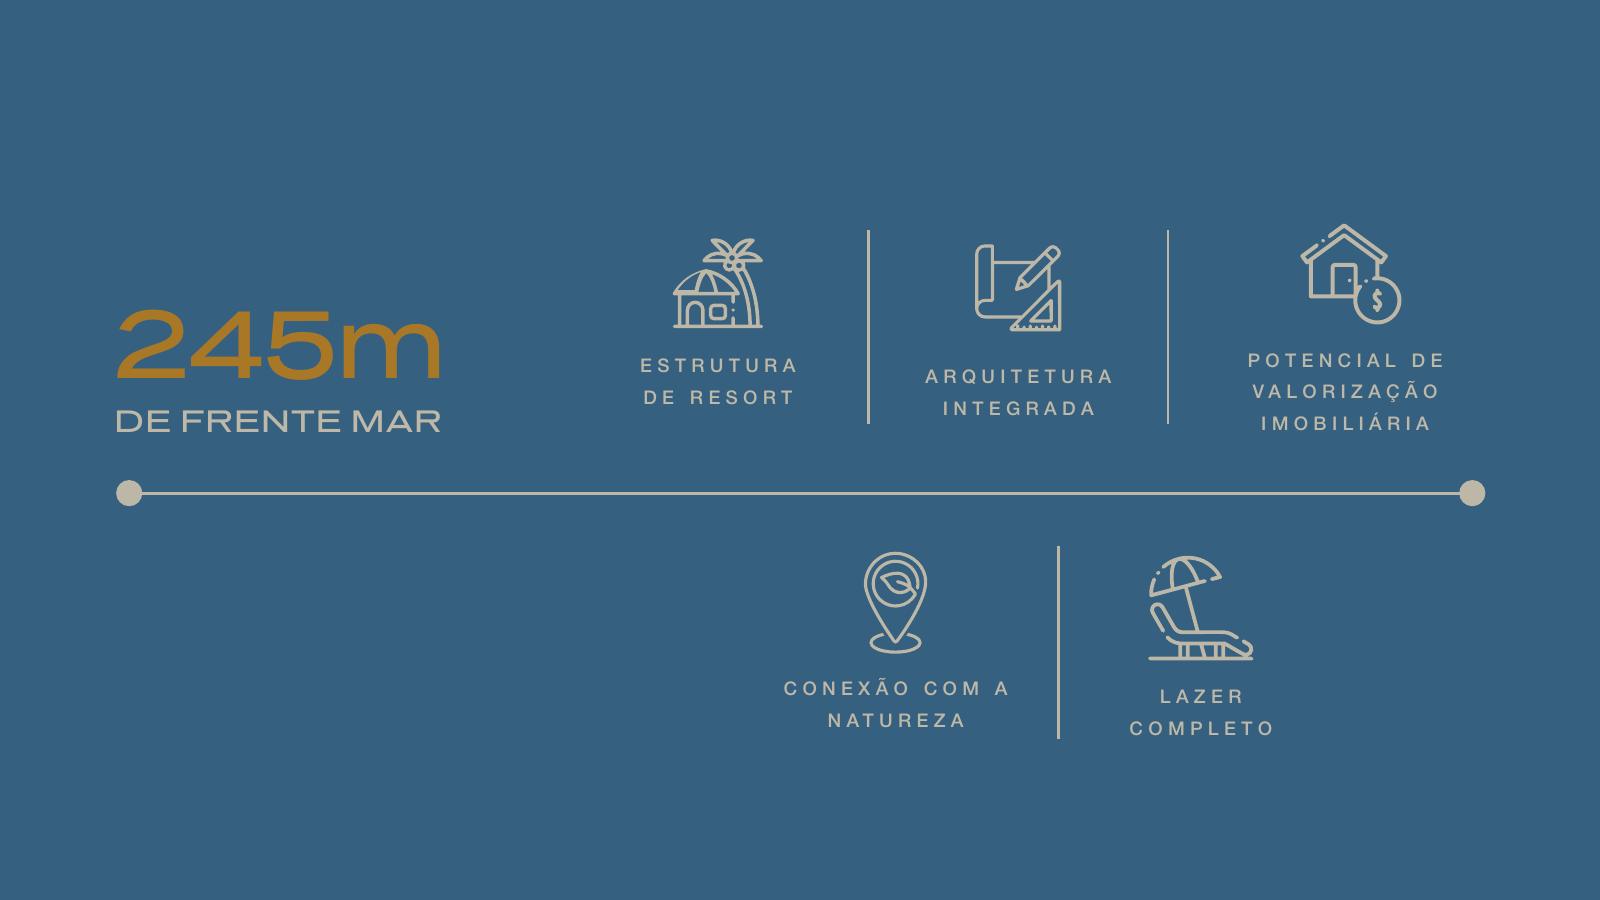 245m
DE FRENTE MAR
ESTRUTURA
DE RESORT
ARQUITETURA
INTEGRADA
POTENCIAL DE
VALORIZAÇÃO
IMOBILIÁRIA
CONEXÃO COM A
NATUREZA
LAZER
COMPLETO